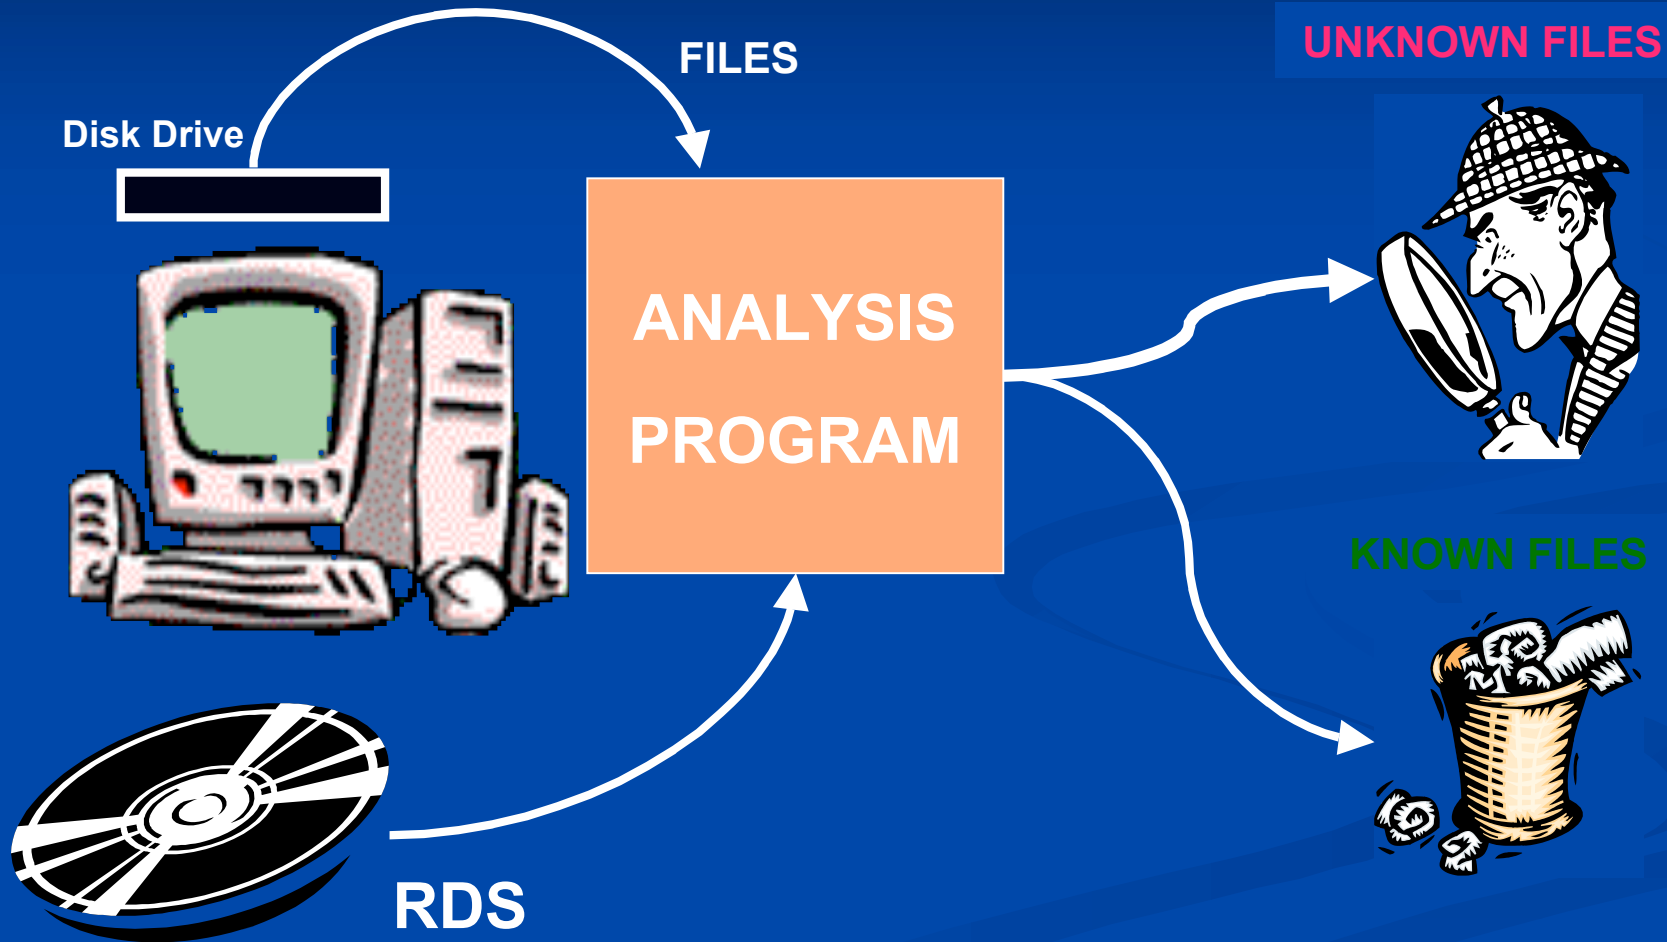 FILES
UNKNOWN FILES
Disk Drive
ANALYSIS
PROGRAM
KNOWN FILES
RDS